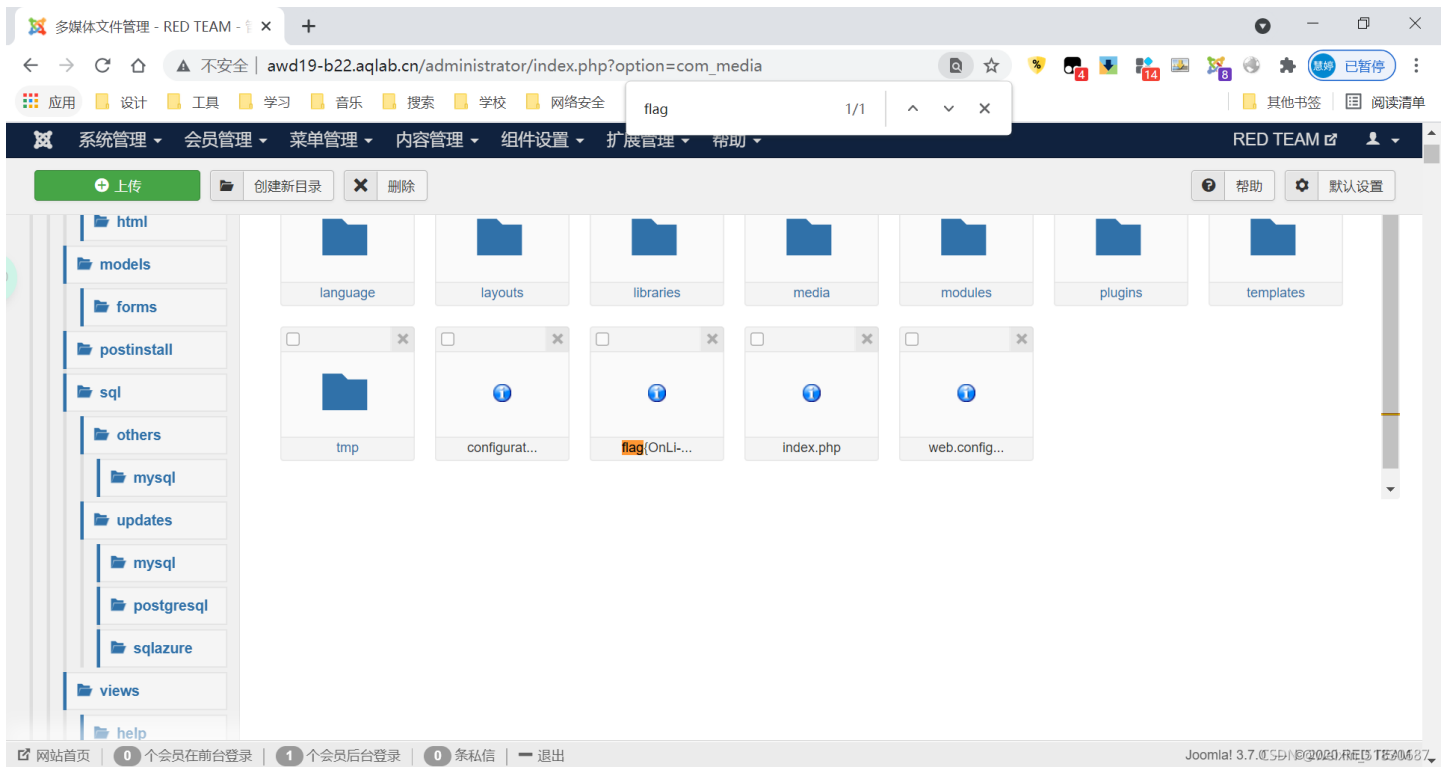 多媒体文件管理 - RED TEAM -
不安全 awd19-b22.aqlab.cn/administrator/index.php?option=com_media
4 14 8 慧婷 已暂停
应用 设计 工具 学习 音乐 搜索 学校 网络安全 其他书签 阅读清单
flag 1/1
系统管理 会员管理 菜单管理 内容管理 组件设置 扩展管理 帮助 RED TEAM
上传 创建新目录 删除 帮助 默认设置
html
models
forms
postinstall
sql
others
mysql
updates
mysql
postgresql
sqlazure
views
help
language layouts libraries media modules plugins templates
tmp configurat... flag{OnLi-... index.php web.config...
网站首页 0 个会员在前台登录 1 个会员后台登录 0 条私信 退出
Joomla! 3.7.0 © 2020 RED TEAM